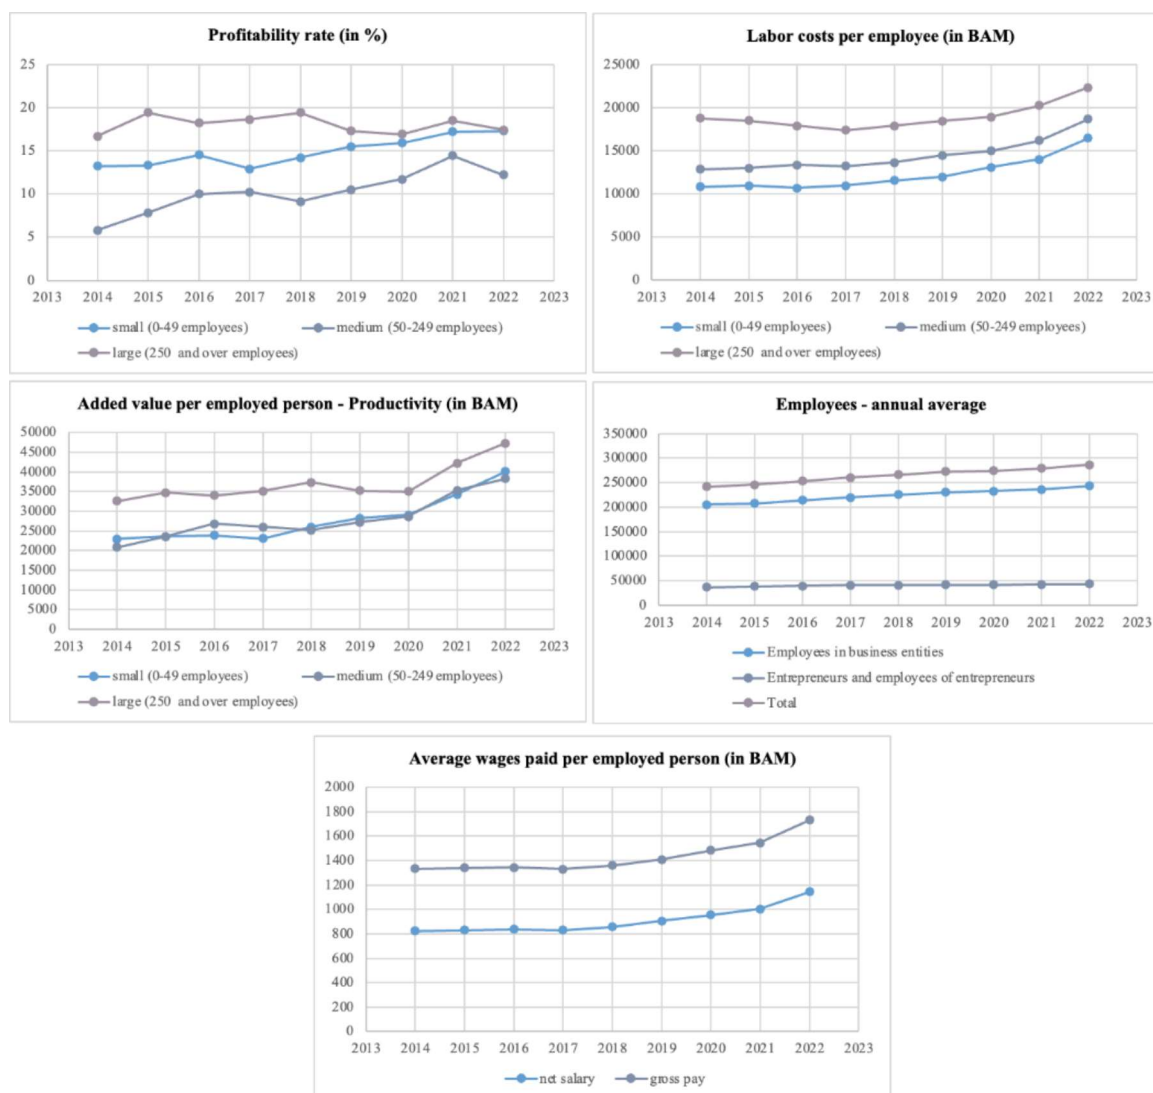 Profitability rate (in %)
25
20
15
10
5
0
2013 2014 2015 2016 2017 2018 2019 2020 2021 2022 2023
small (0-49 employees) medium (50-249 employees)
large (250 and over employees)
Labor costs per employee (in BAM)
25000
20000
15000
10000
5000
0
2013 2014 2015 2016 2017 2018 2019 2020 2021 2022 2023
small (0-49 employees) medium (50-249 employees)
large (250 and over employees)
Added value per employed person - Productivity (in BAM)
50000
45000
40000
35000
30000
25000
20000
15000
10000
5000
0
2013 2014 2015 2016 2017 2018 2019 2020 2021 2022 2023
small (0-49 employees) medium (50-249 employees)
large (250 and over employees)
Employees - annual average
350000
300000
250000
200000
150000
100000
50000
0
2013 2014 2015 2016 2017 2018 2019 2020 2021 2022 2023
Employees in business entities
Entrepreneurs and employees of entrepreneurs
Total
Average wages paid per employed person (in BAM)
2000
1800
1600
1400
1200
1000
800
600
400
200
0
2013 2014 2015 2016 2017 2018 2019 2020 2021 2022 2023
net salary gross pay